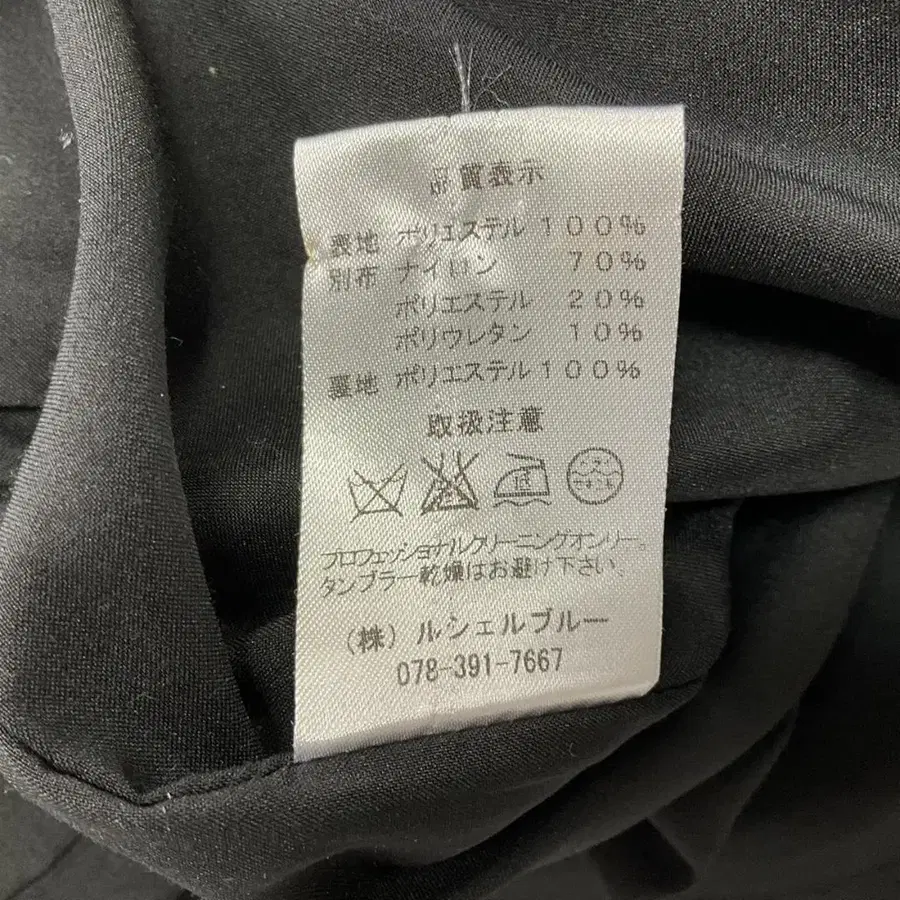 品質表示
表地 ポリエステル 100%
別布 ナイロン 70%
ポリエステル 20%
ポリウレタン 10%
裏地 ポリエステル 100%
取扱注意
プロフェッショナルクリーニングオンリー。
タンブラー乾燥はお避け下さい。
(株) ルシェルブルー
078-391-7667